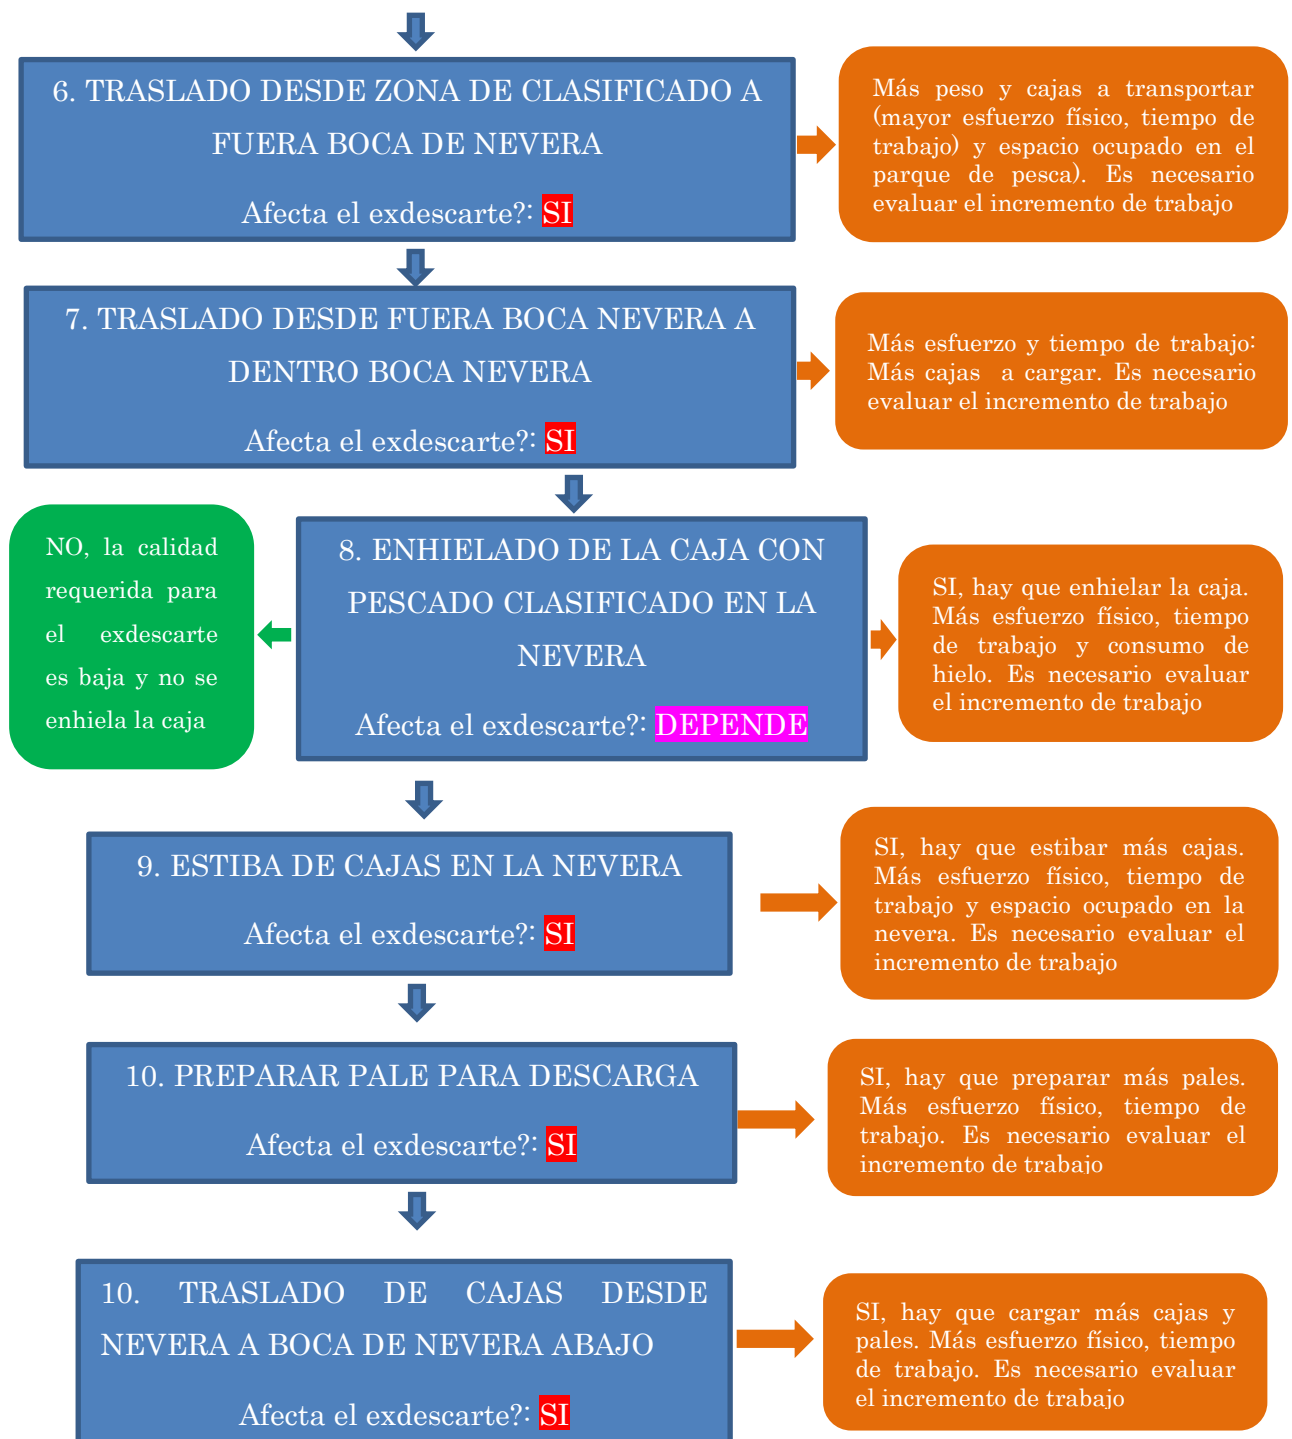 6. TRASLADO DESDE ZONA DE CLASIFICADO A
FUERA BOCA DE NEVERA
Afecta el exdescarte?: SI
Más peso y cajas a transportar
(mayor esfuerzo físico, tiempo de
trabajo) y espacio ocupado en el
parque de pesca). Es necesario
evaluar el incremento de trabajo
7. TRASLADO DESDE FUERA BOCA NEVERA A
DENTRO BOCA NEVERA
Afecta el exdescarte?: SI
Más esfuerzo y tiempo de trabajo:
Más cajas a cargar. Es necesario
evaluar el incremento de trabajo
NO, la calidad
requerida para
el exdescarte
es baja y no se
enhiela la caja
8. ENHIELADO DE LA CAJA CON
PESCADO CLASIFICADO EN LA
NEVERA
Afecta el exdescarte?: DEPENDE
SI, hay que enhielar la caja.
Más esfuerzo físico, tiempo
de trabajo y consumo de
hielo. Es necesario evaluar
el incremento de trabajo
9. ESTIBA DE CAJAS EN LA NEVERA
Afecta el exdescarte?: SI
SI, hay que estibar más cajas.
Más esfuerzo físico, tiempo de
trabajo y espacio ocupado en la
nevera. Es necesario evaluar el
incremento de trabajo
10. PREPARAR PALE PARA DESCARGA
Afecta el exdescarte?: SI
SI, hay que preparar más pales.
Más esfuerzo físico, tiempo de
trabajo. Es necesario evaluar el
incremento de trabajo
10. TRASLADO DE CAJAS DESDE
NEVERA A BOCA DE NEVERA ABAJO
Afecta el exdescarte?: SI
SI, hay que cargar más cajas y
pales. Más esfuerzo físico, tiempo
de trabajo. Es necesario evaluar
el incremento de trabajo